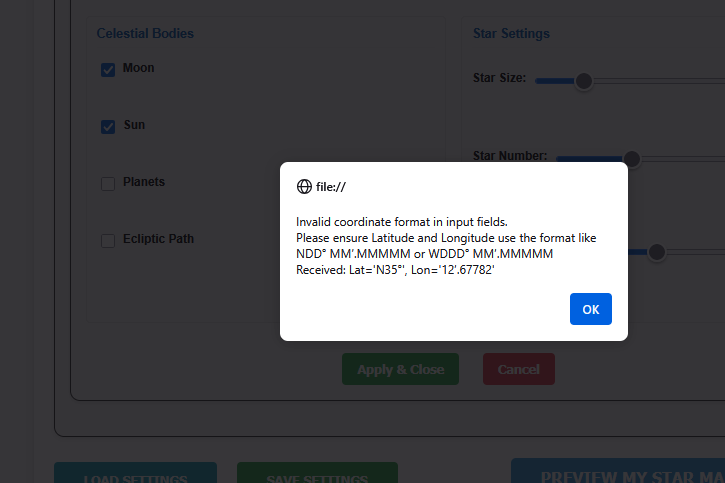 Celestial Bodies
Star Settings
Moon
Star Size:
Sun
Star Number:
Planets
Ecliptic Path
file://
Invalid coordinate format in input fields.
Please ensure Latitude and Longitude use the format like
NDD° MM'.MMMMM or WDDD° MM'.MMMMM
Received: Lat='N35°', Lon='12'.67782'
OK
Apply & Close
Cancel
LOAD SETTINGS
SAVE SETTINGS
PREVIEW MY STAR MA